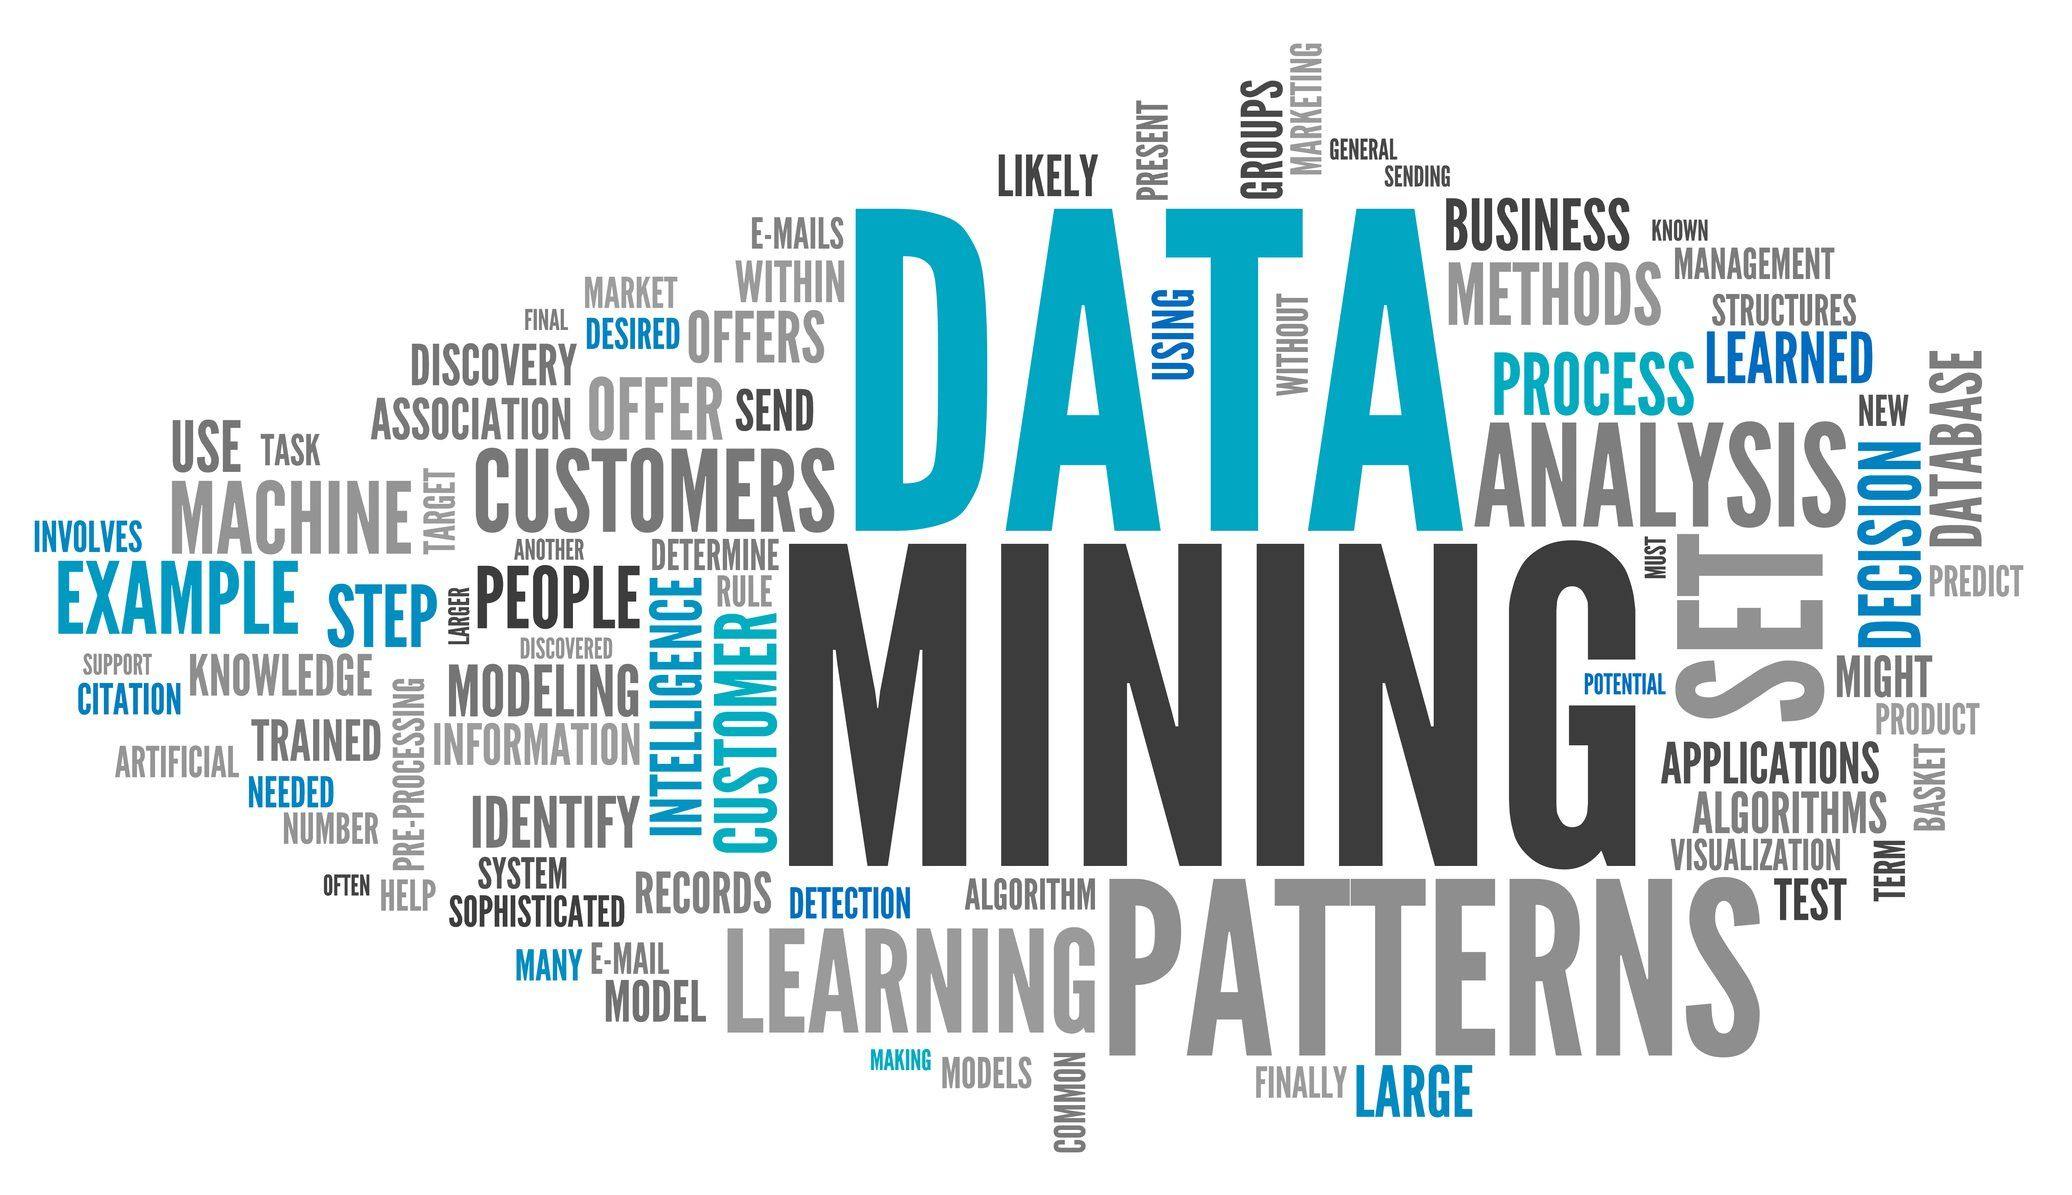 MARKETING
GROUPS
PRESENT
GENERAL
LIKELY
SENDING
E-MAILS
DATA
BUSINESS
KNOWN
WITHIN
METHODS
MANAGEMENT
MARKET
USING
WITHOUT
STRUCTURES
FINAL
DESIRED
OFFERS
LEARNED
DISCOVERY
PROCESS
DATABASE
ASSOCIATION
OFFER
SEND
NEW
USE
TASK
CUSTOMERS
ANALYSIS
MACHINE
TARGET
DECISION
INVOLVES
ANOTHER
DETERMINE
MINING
MUST
SET
EXAMPLE
STEP
LARGER
PEOPLE
INTELLIGENCE
RULE
PREDICT
CUSTOMER
DISCOVERED
SUPPORT
KNOWLEDGE
MODELING
POTENTIAL
MIGHT
CITATION
PRE-PROCESSING
PRODUCT
TRAINED
INFORMATION
ARTIFICIAL
APPLICATIONS
BASKET
NEEDED
IDENTIFY
ALGORITHMS
NUMBER
VISUALIZATION
TERM
SYSTEM
OFTEN
HELP
RECORDS
DETECTION
ALGORITHM
PATTERNS
TEST
SOPHISTICATED
LEARNING
MANY
E-MAIL
MODEL
MAKING
MODELS
COMMON
FINALLY
LARGE